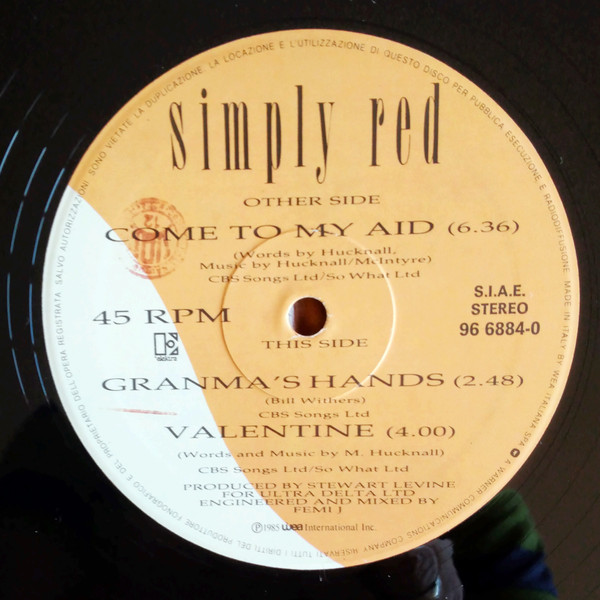 SONO VIETATE LA DUPLICAZIONE, LA LOCAZIONE E L'UTILIZZAZIONE DI QUESTO DISCO PER PUBBLICA ESECUZIONE E RADIODIFFUSIONE. MADE IN ITALY BY WEA ITALIANA SPA
A WARNER COMMUNICATIONS COMPANY RISERVATI TUTTI I DIRITTI DEL PRODUTTORE FONOGRAFICO E DEL PROPRIETARIO DELL'OPERA REGISTRATA. SALVO AUTORIZZAZIONI
simply red
OTHER SIDE
COME TO MY AID (6.36)
(Words by Hucknall,
Music by Hucknall/McIntyre)
CBS Songs Ltd/So What Ltd
S.I.A.E.
STEREO
96 6884-0
45 RPM
elektra
THIS SIDE
GRANMA'S HANDS (2.48)
(Bill Withers)
CBS Songs Ltd
VALENTINE (4.00)
(Words and Music by M. Hucknall)
CBS Songs Ltd/So What Ltd
PRODUCED BY STEWART LEVINE
FOR ULTRA DELTA LTD
ENGINEERED AND MIXED BY
FEMI J
Ⓟ 1985 wea International Inc.